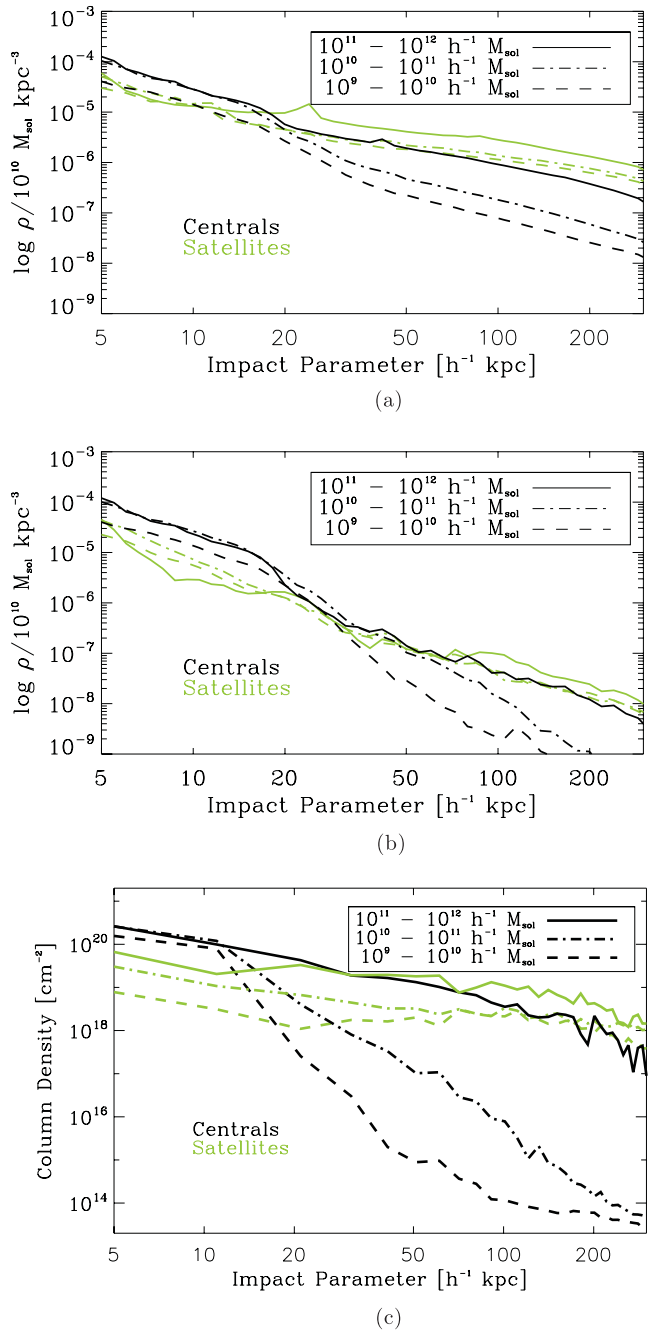 10⁻³
10⁻⁴
10⁻⁵
10⁻⁶
10⁻⁷
10⁻⁸
10⁻⁹
log ρ/10¹⁰ M_sol kpc⁻³
10¹¹ − 10¹² h⁻¹ M_sol
10¹⁰ − 10¹¹ h⁻¹ M_sol
10⁹ − 10¹⁰ h⁻¹ M_sol
Centrals
Satellites
5 10 20 50 100 200
Impact Parameter [h⁻¹ kpc]
(a)
10⁻³
10⁻⁴
10⁻⁵
10⁻⁶
10⁻⁷
10⁻⁸
10⁻⁹
log ρ/10¹⁰ M_sol kpc⁻³
10¹¹ − 10¹² h⁻¹ M_sol
10¹⁰ − 10¹¹ h⁻¹ M_sol
10⁹ − 10¹⁰ h⁻¹ M_sol
Centrals
Satellites
5 10 20 50 100 200
Impact Parameter [h⁻¹ kpc]
(b)
10²⁰
10¹⁸
10¹⁶
10¹⁴
Column Density [cm⁻²]
10¹¹ − 10¹² h⁻¹ M_sol
10¹⁰ − 10¹¹ h⁻¹ M_sol
10⁹ − 10¹⁰ h⁻¹ M_sol
Centrals
Satellites
5 10 20 50 100 200
Impact Parameter [h⁻¹ kpc]
(c)